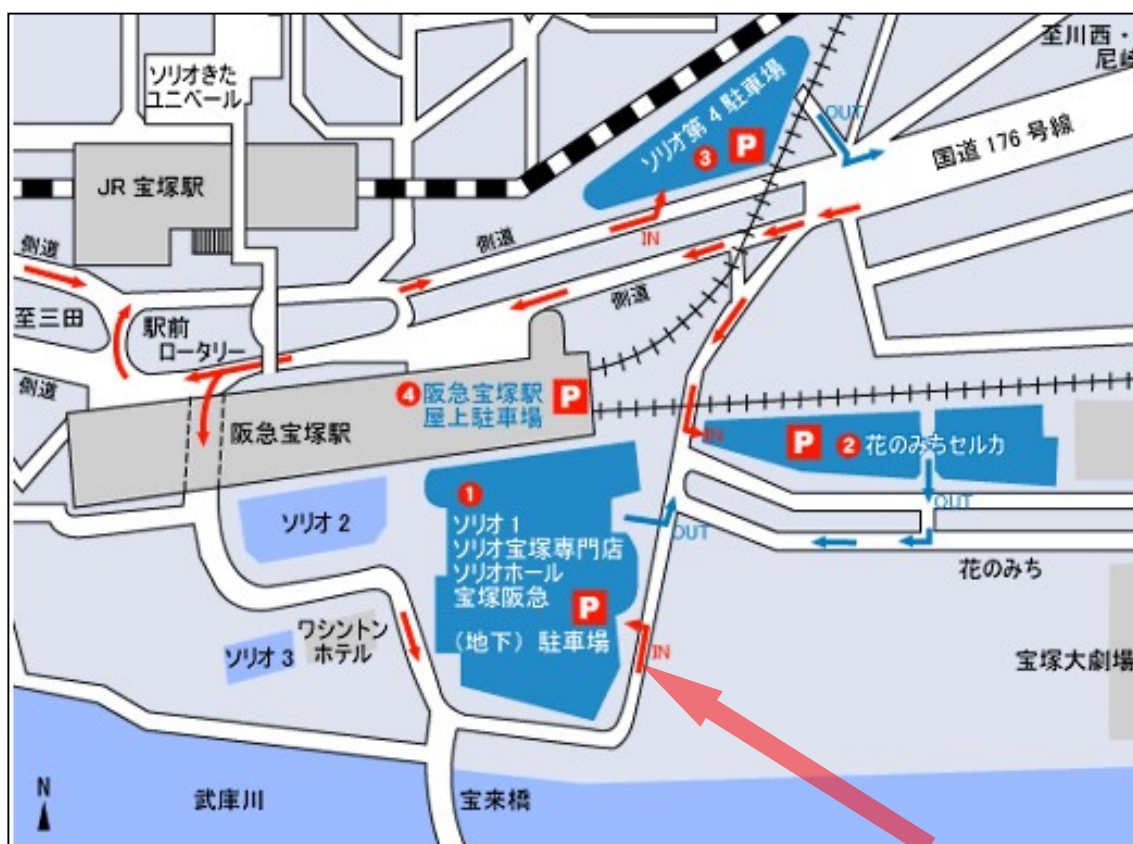 至川西・
尼崎
ソリオきた
ユニベール
ソリオ第4駐車場
③ P
OUT
国道176号線
JR 宝塚駅
側道
側道
IN
側道
至三田
駅前
ロータリー
側道
④ 阪急宝塚駅 P
屋上駐車場
阪急宝塚駅
IN
P ② 花のみちセルカ
①
ソリオ1
ソリオ宝塚専門店
ソリオホール
宝塚阪急
P
(地下)駐車場
ソリオ2
OUT
OUT
花のみち
ワシントン
ホテル
ソリオ3
IN
宝塚大劇場
N
武庫川
宝来橋